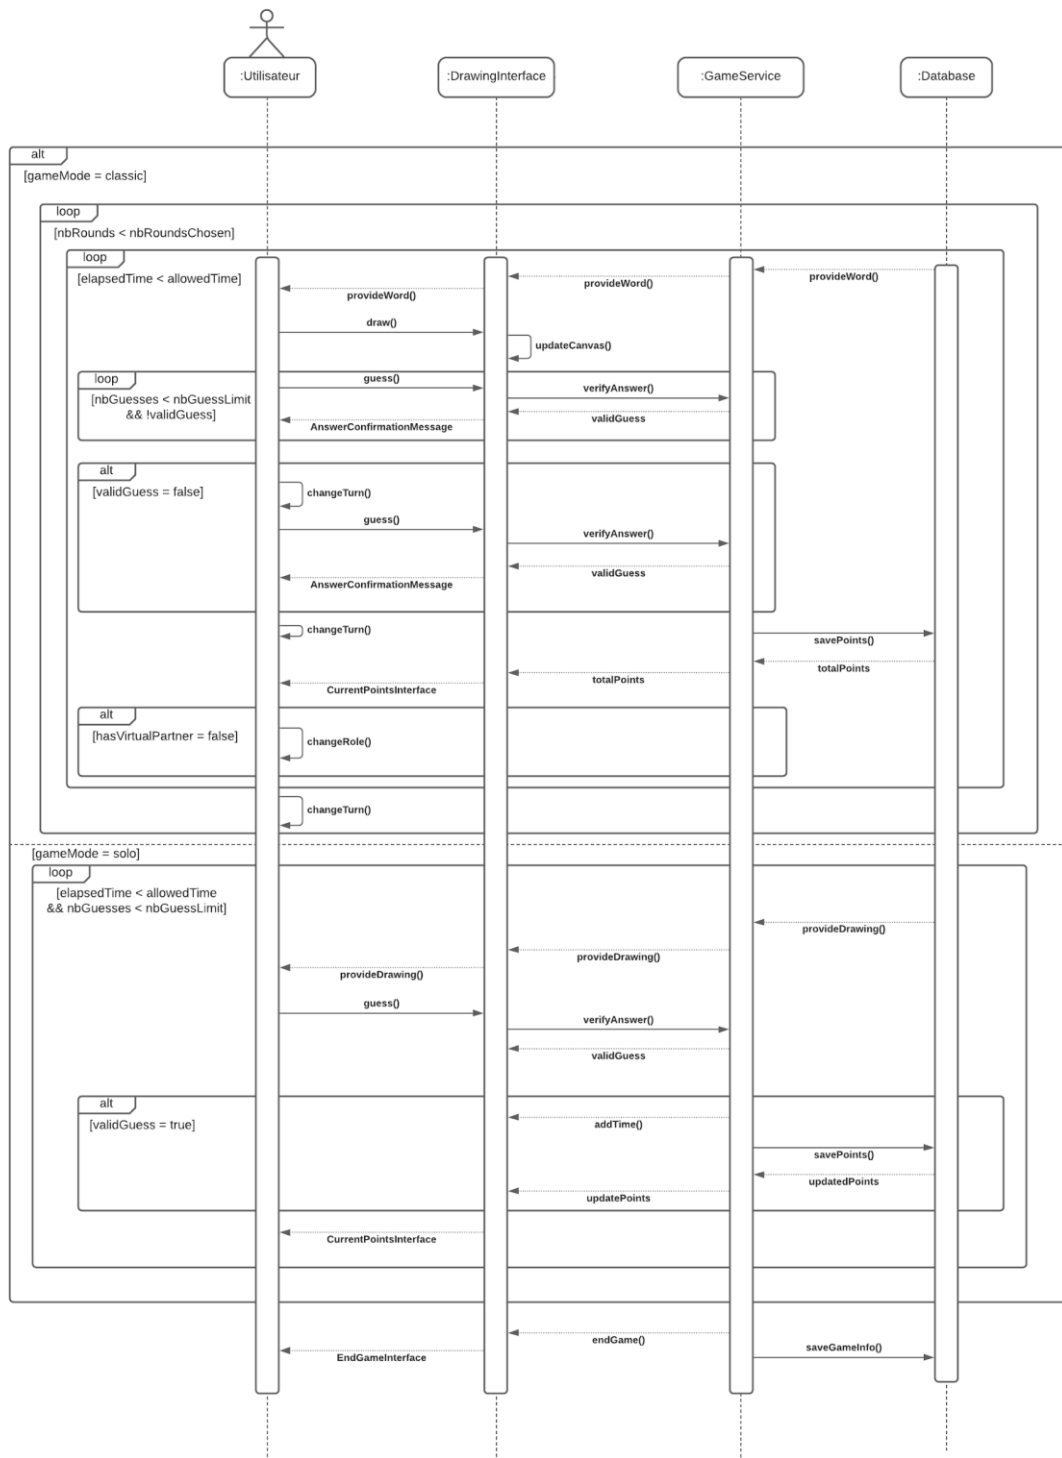 :Utilisateur
:DrawingInterface
:GameService
:Database
alt
[gameMode = classic]
loop
[nbRounds < nbRoundsChosen]
loop
[elapsedTime < allowedTime]
provideWord()
provideWord()
provideWord()
draw()
updateCanvas()
loop
[nbGuesses < nbGuessLimit
&& !validGuess]
guess()
verifyAnswer()
validGuess
AnswerConfirmationMessage
alt
[validGuess = false]
changeTurn()
guess()
verifyAnswer()
validGuess
AnswerConfirmationMessage
changeTurn()
savePoints()
totalPoints
totalPoints
CurrentPointsInterface
alt
[hasVirtualPartner = false]
changeRole()
changeTurn()
[gameMode = solo]
loop
[elapsedTime < allowedTime
&& nbGuesses < nbGuessLimit]
provideDrawing()
provideDrawing()
provideDrawing()
guess()
verifyAnswer()
validGuess
alt
[validGuess = true]
addTime()
savePoints()
updatedPoints
updatePoints
CurrentPointsInterface
endGame()
saveGameInfo()
EndGameInterface